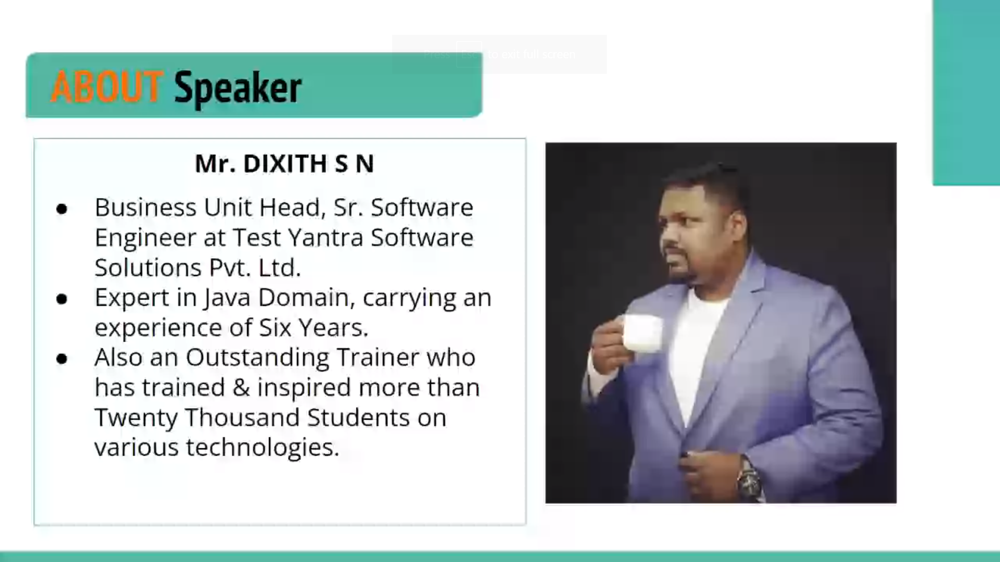 Press Esc to exit full screen
ABOUT Speaker
Mr. DIXITH S N
● Business Unit Head, Sr. Software
Engineer at Test Yantra Software
Solutions Pvt. Ltd.
● Expert in Java Domain, carrying an
experience of Six Years.
● Also an Outstanding Trainer who
has trained & inspired more than
Twenty Thousand Students on
various technologies.